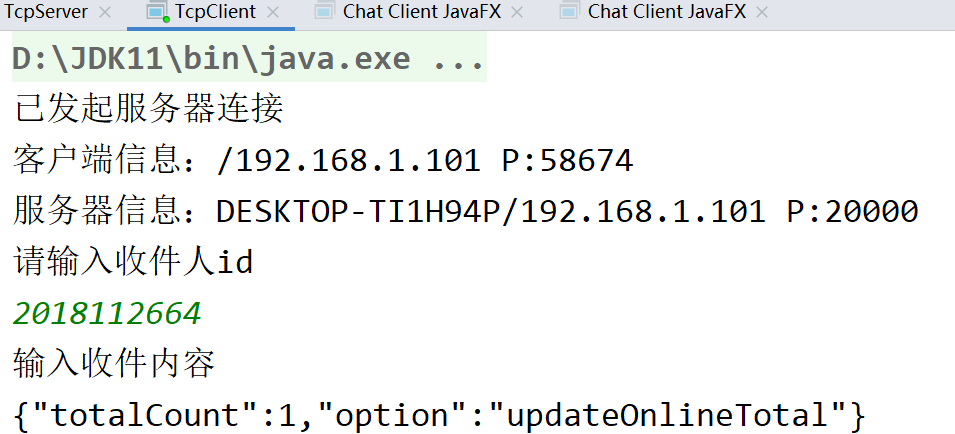 TcpServer TcpClient Chat Client JavaFX Chat Client JavaFX
D:\JDK11\bin\java.exe ...
已发起服务器连接
客户端信息：/192.168.1.101 P:58674
服务器信息：DESKTOP-TI1H94P/192.168.1.101 P:20000
请输入收件人id
2018112664
输入收件内容
{"totalCount":1,"option":"updateOnlineTotal"}